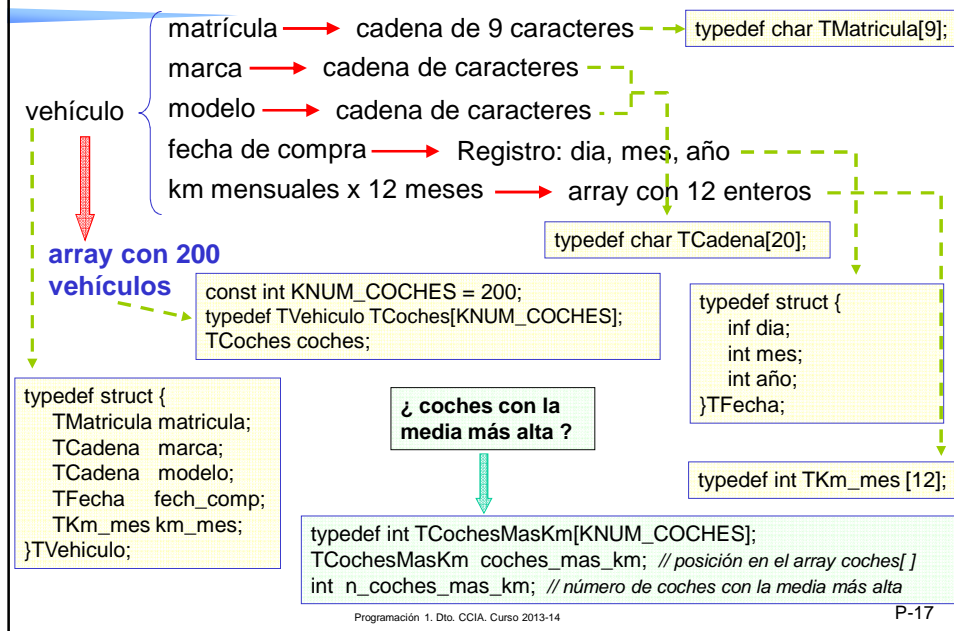 matrícula
cadena de 9 caracteres
typedef char TMatricula[9];
marca
cadena de caracteres
vehículo
modelo
cadena de caracteres
fecha de compra
Registro: dia, mes, año
km mensuales x 12 meses
array con 12 enteros
typedef char TCadena[20];
array con 200
vehículos
const int KNUM_COCHES = 200;
typedef TVehiculo TCoches[KNUM_COCHES];
TCoches coches;
typedef struct {
inf dia;
int mes;
int año;
}TFecha;
typedef struct {
TMatricula matricula;
TCadena marca;
TCadena modelo;
TFecha fech_comp;
TKm_mes km_mes;
}TVehiculo;
¿ coches con la
media más alta ?
typedef int TKm_mes [12];
typedef int TCochesMasKm[KNUM_COCHES];
TCochesMasKm coches_mas_km; // posición en el array coches[ ]
int n_coches_mas_km; // número de coches con la media más alta
Programación 1. Dto. CCIA. Curso 2013-14
P-17